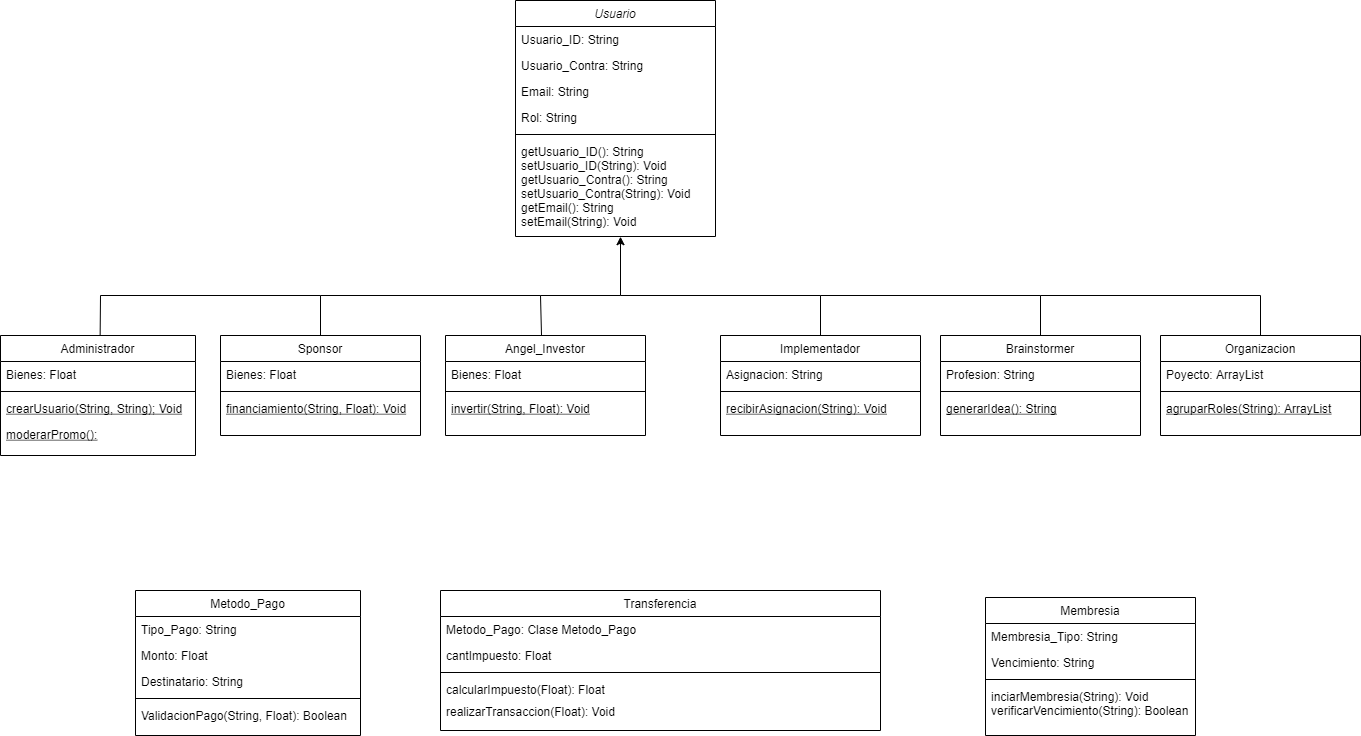 Usuario
Usuario_ID: String
Usuario_Contra: String
Email: String
Rol: String
getUsuario_ID(): String
setUsuario_ID(String): Void
getUsuario_Contra(): String
setUsuario_Contra(String): Void
getEmail(): String
setEmail(String): Void
Administrador
Bienes: Float
crearUsuario(String, String); Void
moderarPromo():
Sponsor
Bienes: Float
financiamiento(String, Float): Void
Angel_Investor
Bienes: Float
invertir(String, Float): Void
Implementador
Asignacion: String
recibirAsignacion(String): Void
Brainstormer
Profesion: String
generarIdea(): String
Organizacion
Poyecto: ArrayList
agruparRoles(String): ArrayList
Metodo_Pago
Tipo_Pago: String
Monto: Float
Destinatario: String
ValidacionPago(String, Float): Boolean
Transferencia
Metodo_Pago: Clase Metodo_Pago
cantImpuesto: Float
calcularImpuesto(Float): Float
realizarTransaccion(Float): Void
Membresia
Membresia_Tipo: String
Vencimiento: String
inciarMembresia(String): Void
verificarVencimiento(String): Boolean